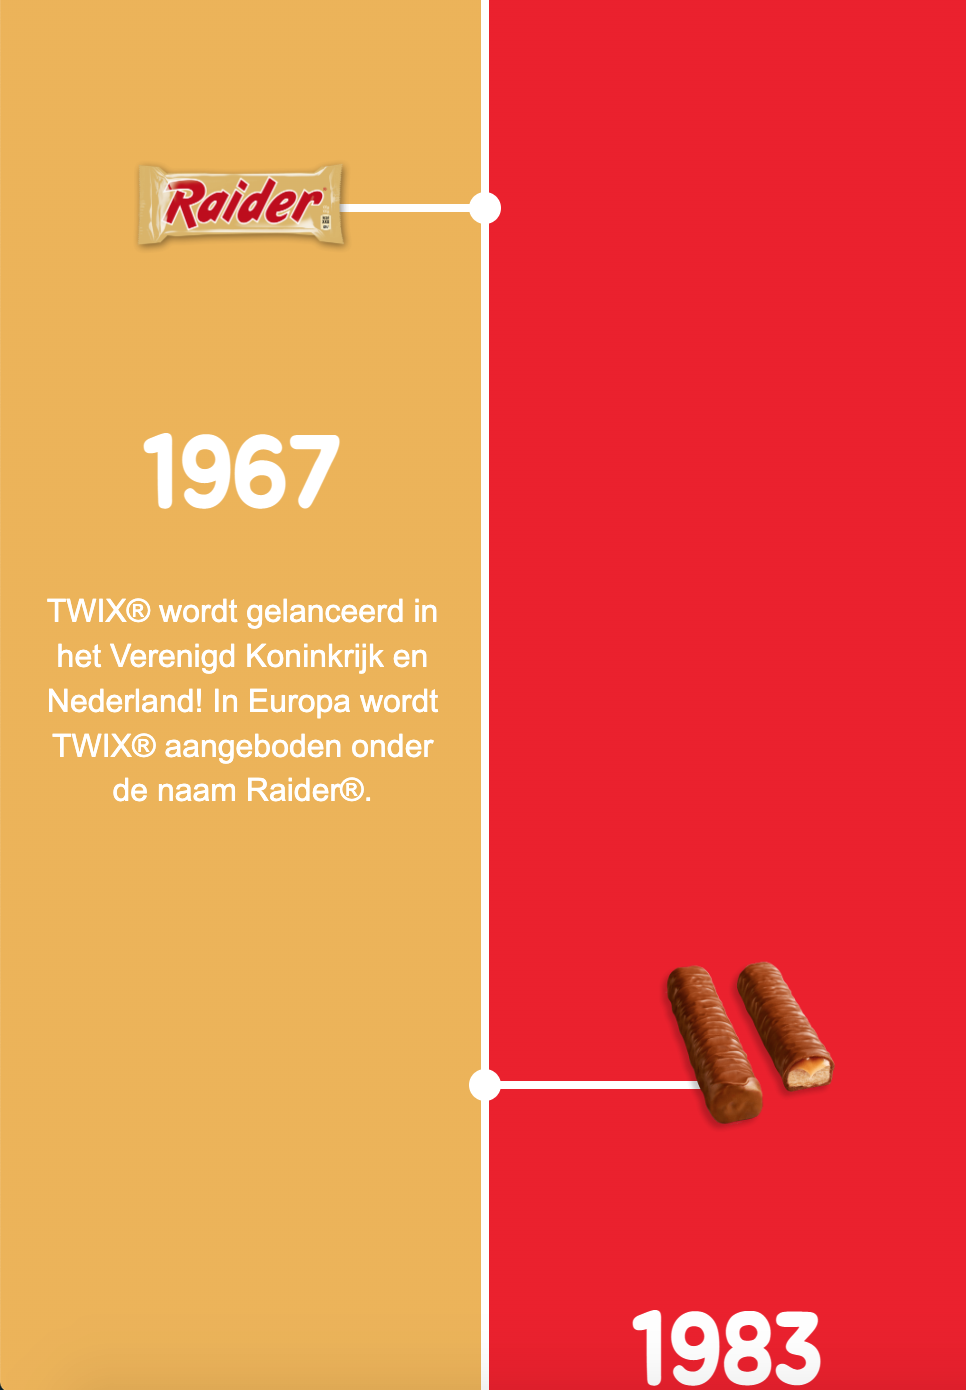 Raider
1967
TWIX® wordt gelanceerd in
het Verenigd Koninkrijk en
Nederland! In Europa wordt
TWIX® aangeboden onder
de naam Raider®.
1983